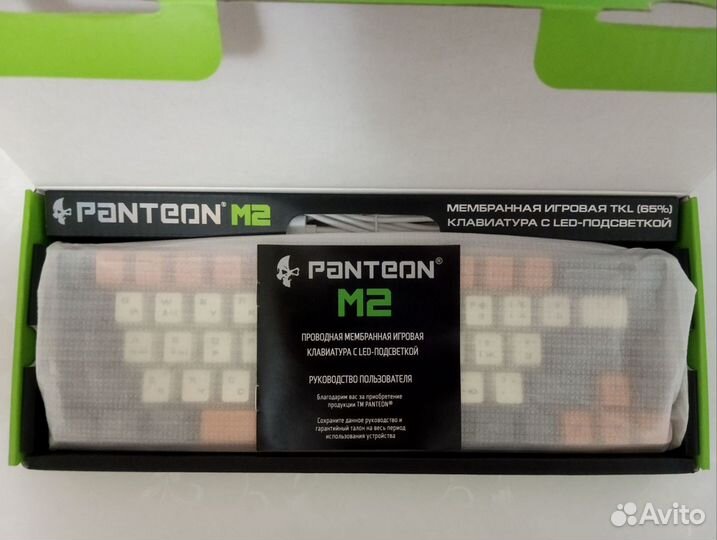 PANTEON® M2
МЕМБРАННАЯ ИГРОВАЯ TKL (65%)
КЛАВИАТУРА С LED-ПОДСВЕТКОЙ
PANTEON®
M2
ПРОВОДНАЯ МЕМБРАННАЯ ИГРОВАЯ
КЛАВИАТУРА С LED-ПОДСВЕТКОЙ
РУКОВОДСТВО ПОЛЬЗОВАТЕЛЯ
Благодарим вас за приобретение
продукции ТМ PANTEON®
Сохраните данное руководство и
гарантийный талон на весь период
использования устройства
Avito